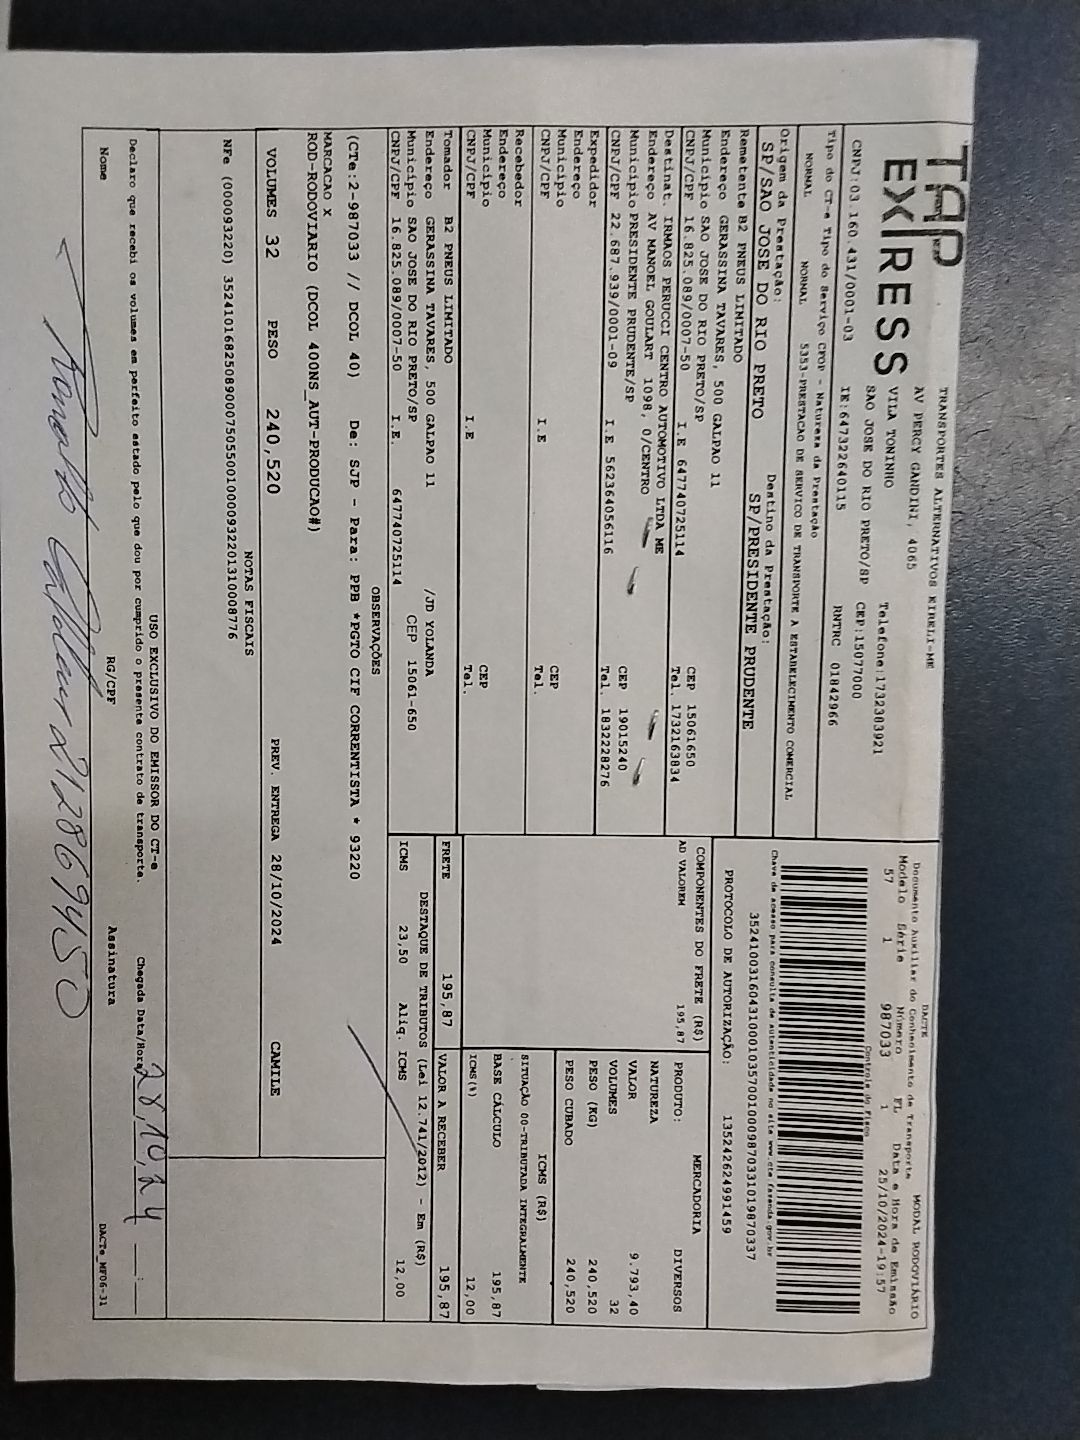 TAP
EXPRESS
TRANSPORTES ALTERNATIVOS EIRELI-ME
AV PERCY GANDINI, 4065
VILA TONINHO Telefone:1732383921
SAO JOSE DO RIO PRETO/SP CEP:15077000
CNPJ:03.160.431/0001-03 IE:647322640115 RNTRC 01842966
DACTE MODAL RODOVIÁRIO
Documento Auxiliar do Conhecimento de Transporte
Modelo Série Número FL Data e Hora de Emissão
57 1 987033 1 25/10/2024-19:57
Controle do Fisco
Chave de acesso para consulta de autenticidade no site www.cte.fazenda.gov.br
35241003160431000103570010009870331019870337
PROTOCOLO DE AUTORIZAÇÃO: 135242624991459
Tipo do CT-e Tipo do Serviço CFOP - Natureza da Prestação
NORMAL NORMAL 5353-PRESTACAO DE SERVICO DE TRANSPORTE A ESTABELECIMENTO COMERCIAL
Origem da Prestação: Destino da Prestação:
SP/SAO JOSE DO RIO PRETO SP/PRESIDENTE PRUDENTE
Remetente B2 PNEUS LIMITADO
Endereço GERASSINA TAVARES, 500 GALPAO 11
Município SAO JOSE DO RIO PRETO/SP CEP 15061650
CNPJ/CPF 16.825.089/0007-50 I.E 647740725114 Tel. 1732163834
Destinat. IRMAOS PERUCCI CENTRO AUTOMOTIVO LTDA ME
Endereço AV MANOEL GOULART 1098, 0/CENTRO
Município PRESIDENTE PRUDENTE/SP CEP 19015240
CNPJ/CPF 22.687.939/0001-09 I.E 562364056116 Tel. 1832228276
Expedidor
Endereço
Município CEP
CNPJ/CPF I.E Tel.
Recebedor
Endereço
Município CEP
CNPJ/CPF I.E Tel.
Tomador B2 PNEUS LIMITADO
Endereço GERASSINA TAVARES, 500 GALPAO 11 /JD YOLANDA
Município SAO JOSE DO RIO PRETO/SP CEP 15061-650
CNPJ/CPF 16.825.089/0007-50 I.E. 647740725114
COMPONENTES DO FRETE (R$)
AD VALOREM 195,87
PRODUTO: MERCADORIA DIVERSOS
NATUREZA
VALOR 9.793,40
VOLUMES 32
PESO (KG) 240,520
PESO CUBADO 240,520
ICMS (R$)
SITUAÇÃO 00-TRIBUTADA INTEGRALMENTE
BASE CÁLCULO 195,87
ICMS(%) 12,00
FRETE 195,87 VALOR A RECEBER 195,87
DESTAQUE DE TRIBUTOS (Lei 12.741/2012) - Em (R$)
ICMS 23,50 Aliq. ICMS 12,00
OBSERVAÇÕES
(CTe:2-987033 // DCOL 40) De: SJP - Para: PPB *PGTO CIF CORRENTISTA * 93220
MARCACAO X
ROD-RODOVIARIO (DCOL 400NS_AUT-PRODUCAO#)
VOLUMES 32 PESO 240,520 PREV. ENTREGA 28/10/2024 CAMILE
NOTAS FISCAIS
NFe (000093220) 35241016825089000750550010000932201310008776
USO EXCLUSIVO DO EMISSOR DO CT-e
Declaro que recebi os volumes em perfeito estado pelo que dou por cumprido o presente contrato de transporte. Chegada Data/Hora 28,10,24 __:__
Nome RG/CPF Assinatura DACTe_MF06-31
212869450